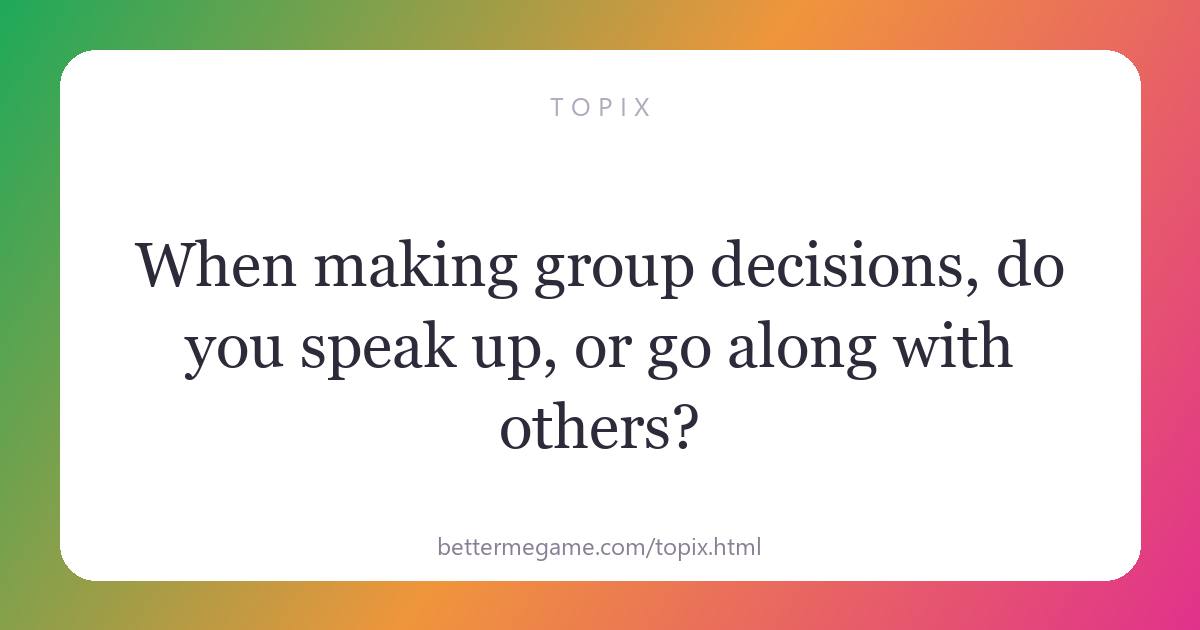 TOPIX
When making group decisions, do
you speak up, or go along with
others?
bettermegame.com/topix.html